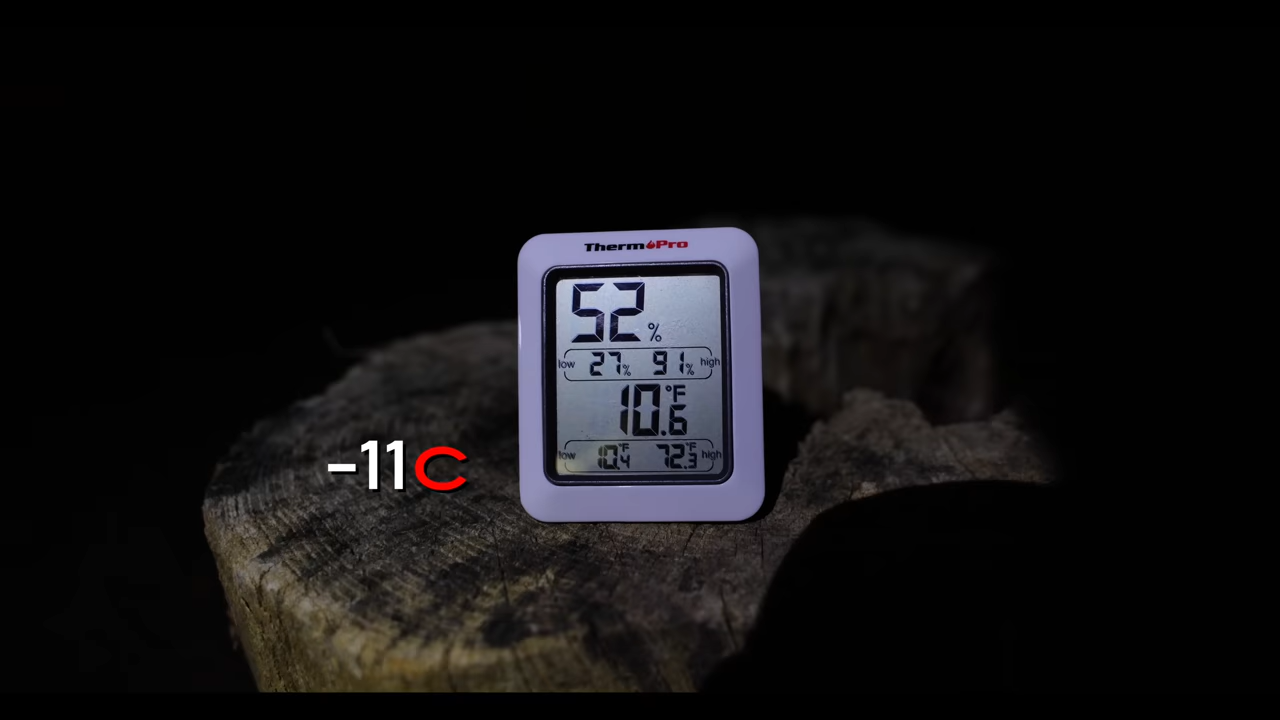 ThermoPro
52%
low 27% 91% high
10.6°F
low 10.4°F 72.3°F high
-11C